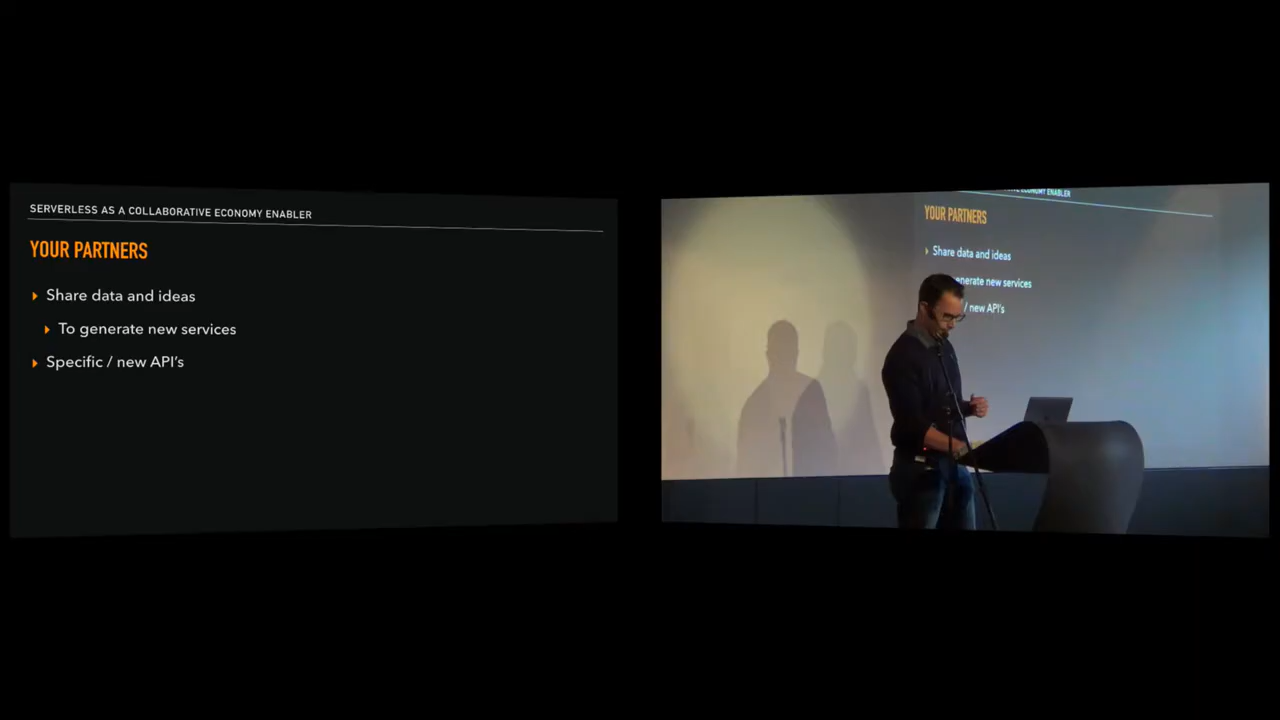 SERVERLESS AS A COLLABORATIVE ECONOMY ENABLER
YOUR PARTNERS
Share data and ideas
To generate new services
Specific / new API's
ECONOMY ENABLER
YOUR PARTNERS
Share data and ideas
generate new services
/ new API's